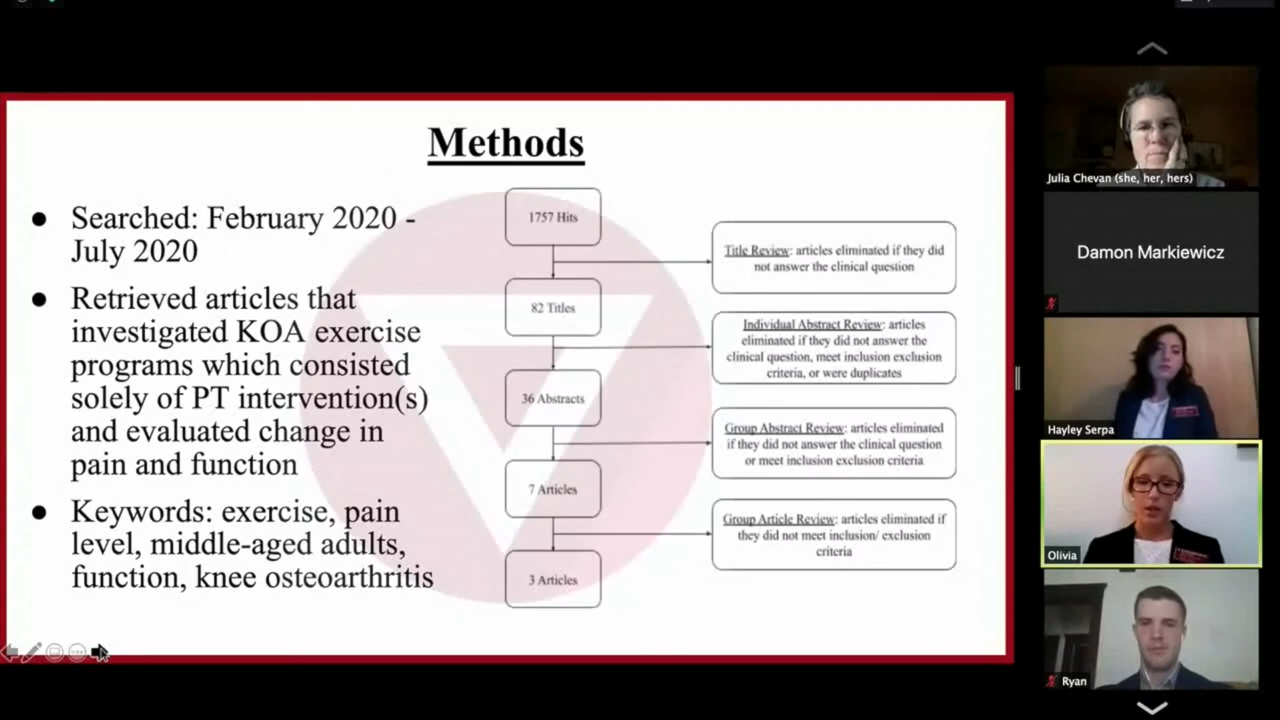 Methods
● Searched: February 2020 -
July 2020
● Retrieved articles that
investigated KOA exercise
programs which consisted
solely of PT intervention(s)
and evaluated change in
pain and function
● Keywords: exercise, pain
level, middle-aged adults,
function, knee osteoarthritis
1757 Hits
Title Review: articles eliminated if they did
not answer the clinical question
82 Titles
Individual Abstract Review: articles
eliminated if they did not answer the
clinical question, meet inclusion exclusion
criteria, or were duplicates
36 Abstracts
Group Abstract Review: articles eliminated
if they did not answer the clinical question
or meet inclusion exclusion criteria
7 Articles
Group Article Review: articles eliminated if
they did not meet inclusion/ exclusion
criteria
3 Articles
Julia Chevan (she, her, hers)
Damon Markiewicz
Hayley Serpa
Olivia
Ryan